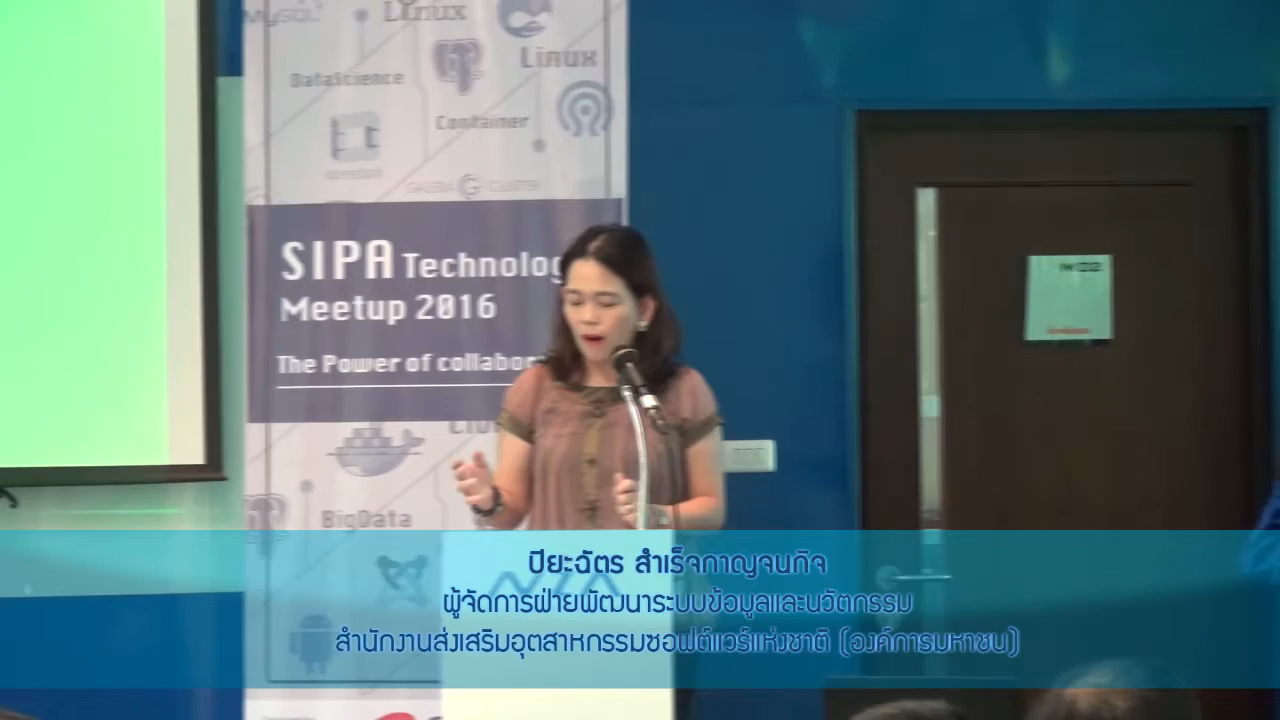 MySQL
Linux
Linux
DataScience
Container
GALERA CLUSTER
SIPA Technolog
Meetup 2016
The Power of collabor
BigData
NIA
ปิยะฉัตร สำเร็จกาญจนกิจ
ผู้จัดการฝ่ายพัฒนาระบบข้อมูลและนวัตกรรม
สำนักงานส่งเสริมอุตสาหกรรมซอฟต์แวร์แห่งชาติ (องค์การมหาชน)